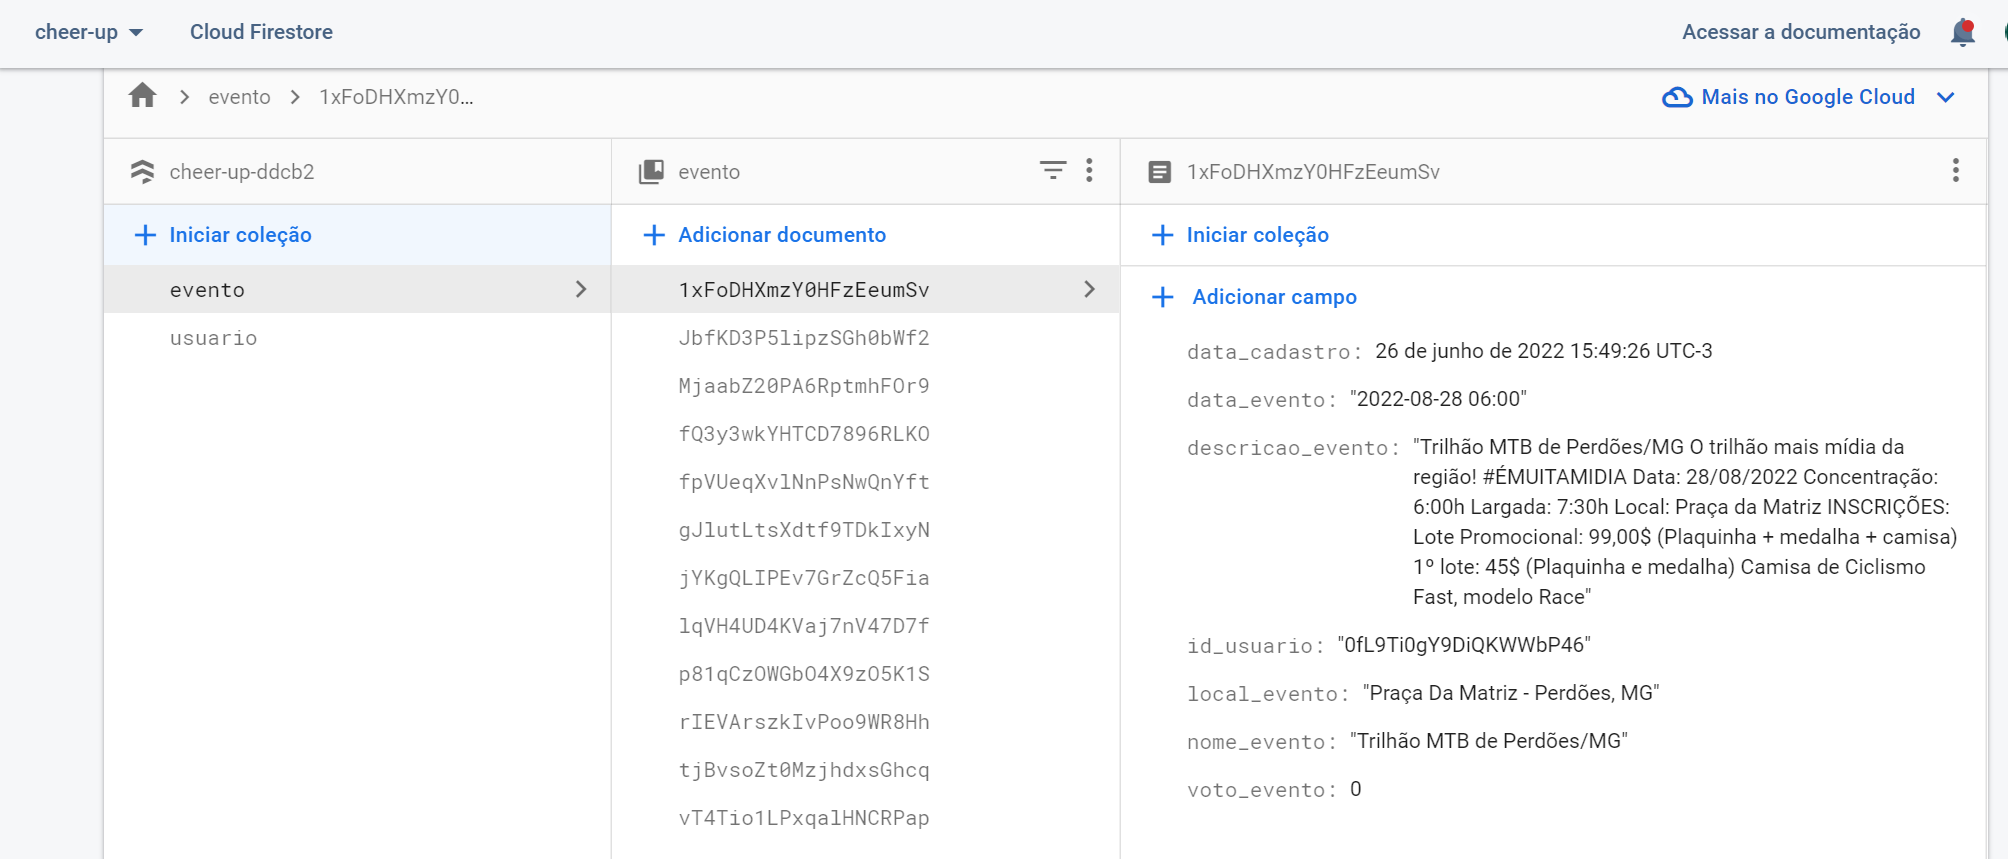 cheer-up
Cloud Firestore
Acessar a documentação
evento
1xFoDHXmzY0...
Mais no Google Cloud
cheer-up-ddcb2
evento
1xFoDHXmzY0HFzEeumSv
Iniciar coleção
Adicionar documento
Iniciar coleção
evento
usuario
1xFoDHXmzY0HFzEeumSv
JbfKD3P5lipzSGh0bWf2
MjaabZ20PA6RptmhFOr9
fQ3y3wkYHTCD7896RLKO
fpVUeqXvlNnPsNwQnYft
gJlutLtsXdtf9TDkIxyN
jYKgQLIPEv7GrZcQ5Fia
lqVH4UD4KVaj7nV47D7f
p81qCzOWGbO4X9zO5K1S
rIEVArszkIvPoo9WR8Hh
tjBvsoZt0MzjhdxsGhcq
vT4Tio1LPxqalHNCRPap
Adicionar campo
data_cadastro: 26 de junho de 2022 15:49:26 UTC-3
data_evento: "2022-08-28 06:00"
descricao_evento: "Trilhão MTB de Perdões/MG O trilhão mais mídia da
região! #ÉMUITAMIDIA Data: 28/08/2022 Concentração:
6:00h Largada: 7:30h Local: Praça da Matriz INSCRIÇÕES:
Lote Promocional: 99,00$ (Plaquinha + medalha + camisa)
1º lote: 45$ (Plaquinha e medalha) Camisa de Ciclismo
Fast, modelo Race"
id_usuario: "0fL9Ti0gY9DiQKWWbP46"
local_evento: "Praça Da Matriz - Perdões, MG"
nome_evento: "Trilhão MTB de Perdões/MG"
voto_evento: 0